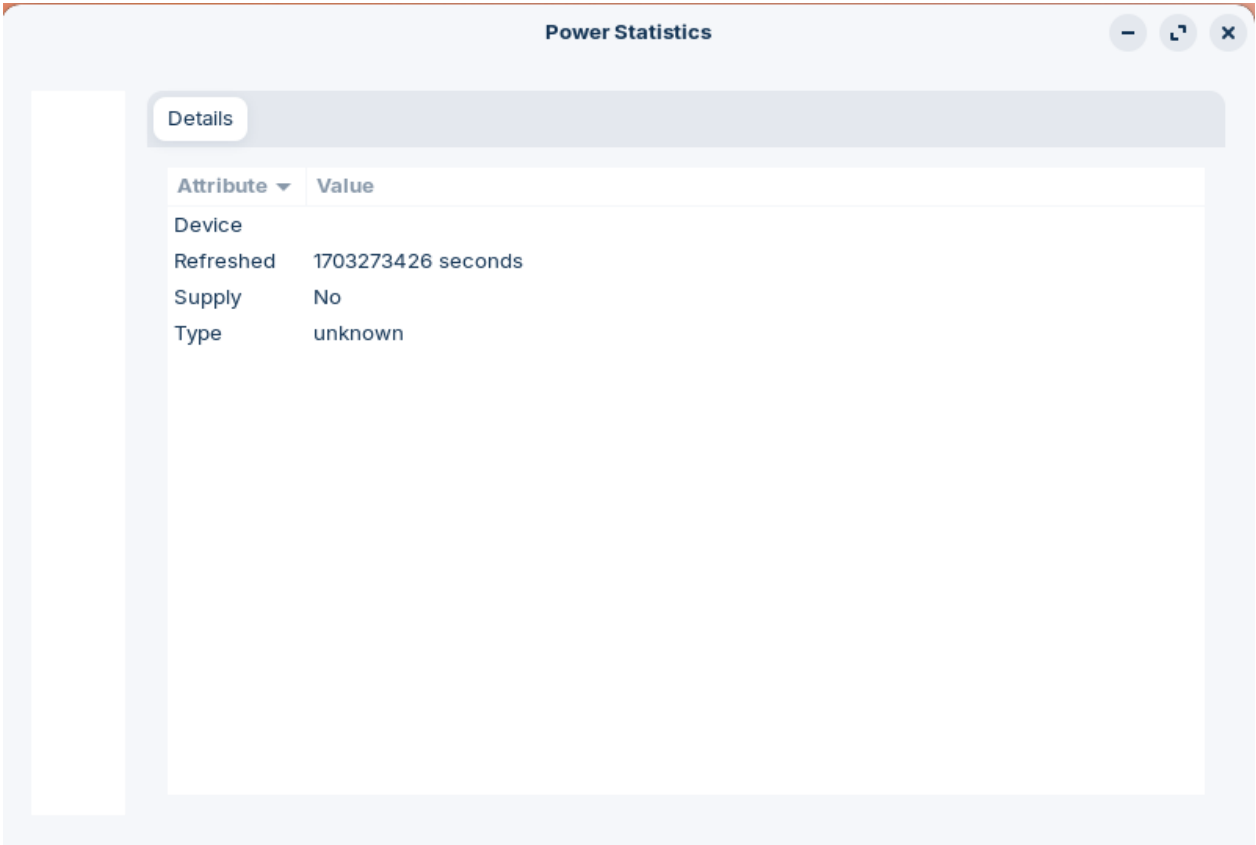 Power Statistics
Details
Attribute Value
Device
Refreshed 1703273426 seconds
Supply No
Type unknown